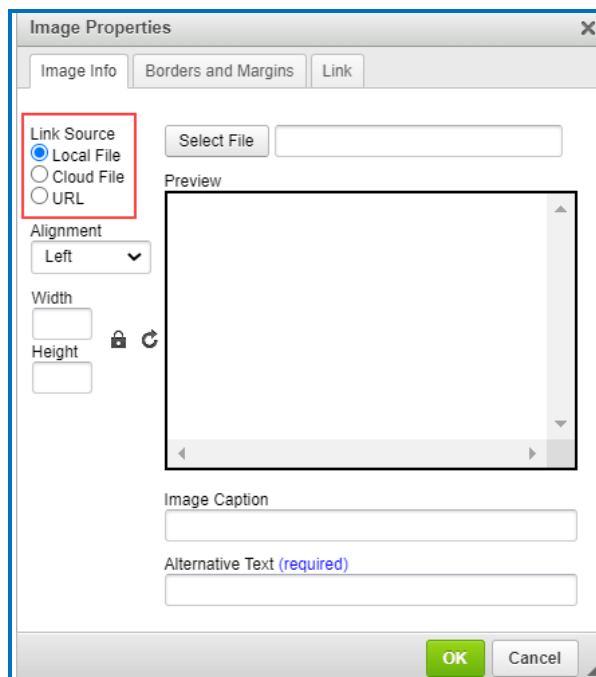 Image Properties
Image Info
Borders and Margins
Link
Link Source
Local File
Cloud File
URL
Select File
Preview
Alignment
Left
Width
Height
Image Caption
Alternative Text (required)
OK
Cancel